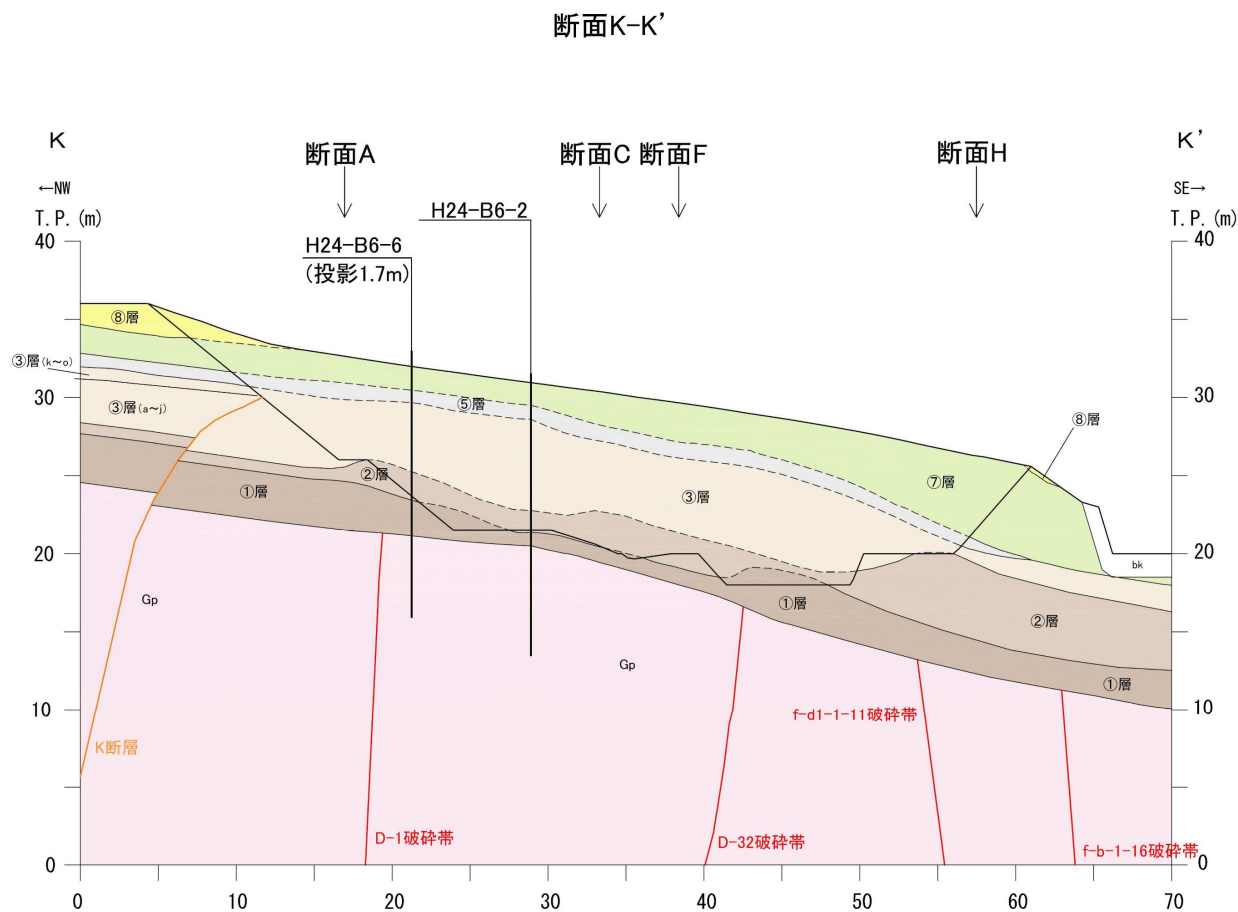 断面K-K’
K
K’
断面A
断面C
断面F
断面H
←NW
SE→
T.P.(m)
T.P.(m)
H24-B6-2
H24-B6-6
(投影1.7m)
40
40
⑧層
③層(k~o)
30
30
⑤層
③層(a~j)
⑧層
②層
③層
⑦層
①層
20
20
bk
Gp
①層
②層
Gp
①層
10
10
f-d1-1-11破砕帯
K断層
D-1破砕帯
D-32破砕帯
f-b-1-16破砕帯
0
0
0
10
20
30
40
50
60
70